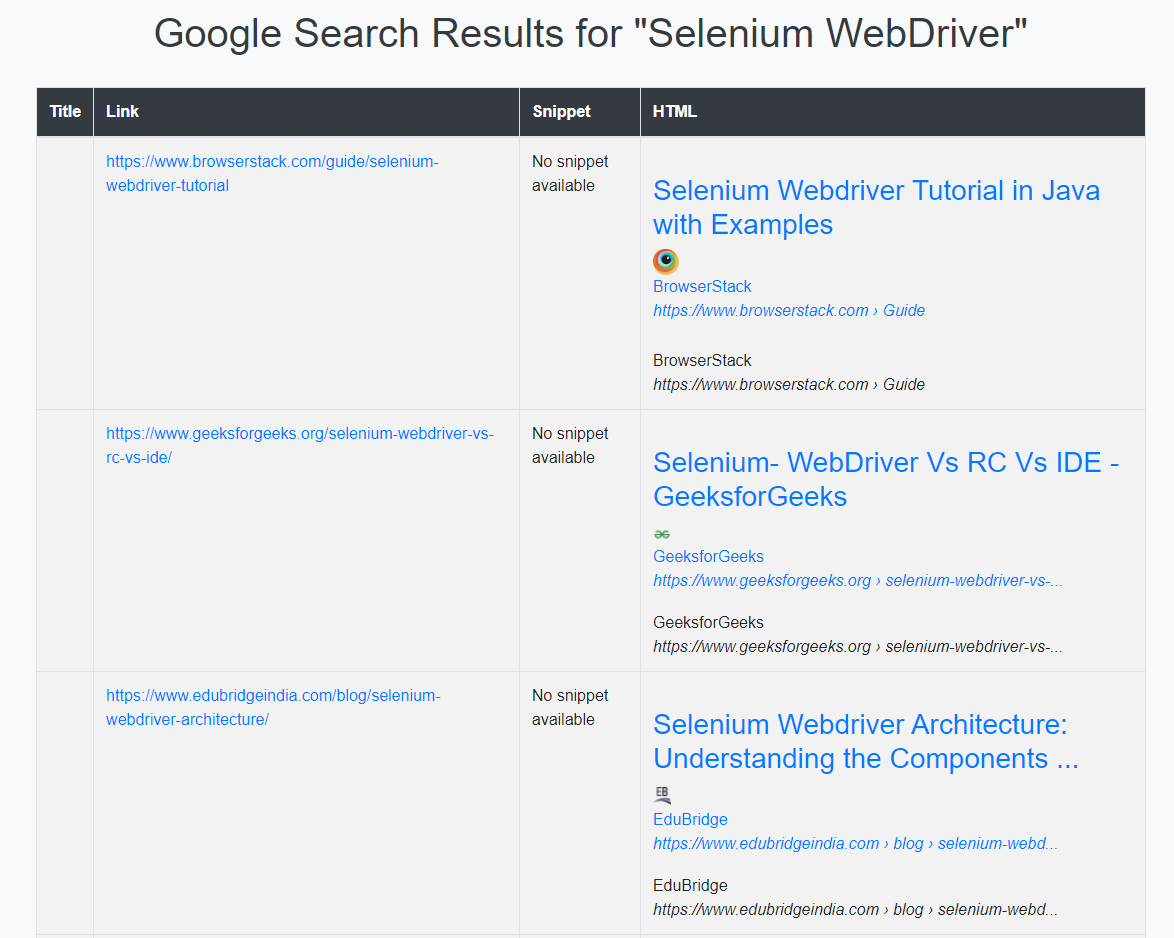 Google Search Results for "Selenium WebDriver"
Title Link Snippet HTML
https://www.browserstack.com/guide/selenium-
webdriver-tutorial
No snippet
available
Selenium Webdriver Tutorial in Java
with Examples
BrowserStack
https://www.browserstack.com › Guide
BrowserStack
https://www.browserstack.com › Guide
https://www.geeksforgeeks.org/selenium-webdriver-vs-
rc-vs-ide/
No snippet
available
Selenium- WebDriver Vs RC Vs IDE -
GeeksforGeeks
GeeksforGeeks
https://www.geeksforgeeks.org › selenium-webdriver-vs-...
GeeksforGeeks
https://www.geeksforgeeks.org › selenium-webdriver-vs-...
https://www.edubridgeindia.com/blog/selenium-
webdriver-architecture/
No snippet
available
Selenium Webdriver Architecture:
Understanding the Components ...
EB
EduBridge
https://www.edubridgeindia.com › blog › selenium-webd...
EduBridge
https://www.edubridgeindia.com › blog › selenium-webd...